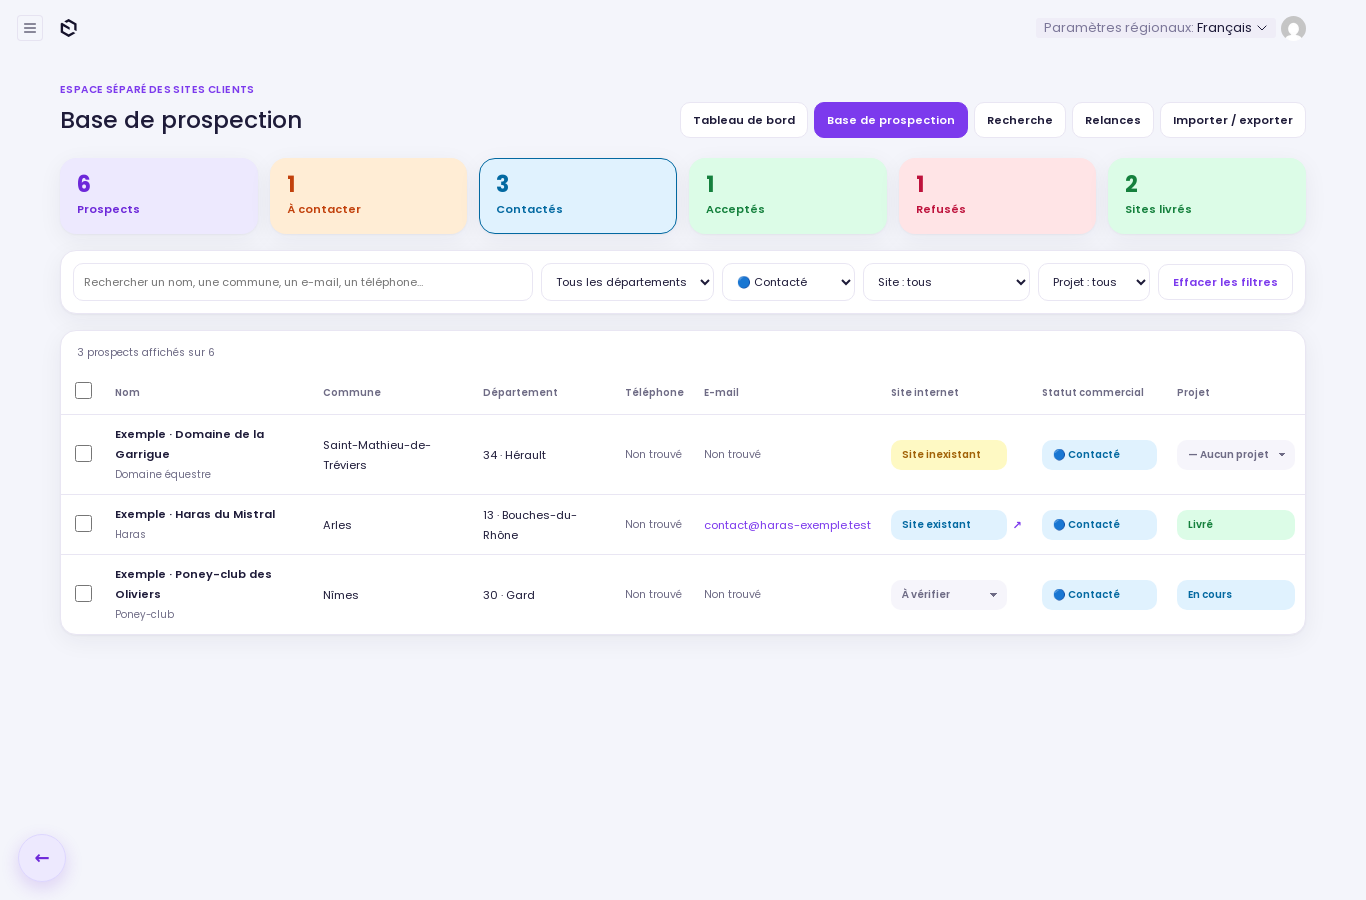 Paramètres régionaux: Français
ESPACE SÉPARÉ DES SITES CLIENTS
Base de prospection
Tableau de bord
Base de prospection
Recherche
Relances
Importer / exporter
6
Prospects
1
À contacter
3
Contactés
1
Acceptés
1
Refusés
2
Sites livrés
Rechercher un nom, une commune, un e-mail, un téléphone...
Tous les départements
🔵 Contacté
Site : tous
Projet : tous
Effacer les filtres
3 prospects affichés sur 6
Nom
Commune
Département
Téléphone
E-mail
Site internet
Statut commercial
Projet
Exemple · Domaine de la
Garrigue
Domaine équestre
Saint-Mathieu-de-
Tréviers
34 · Hérault
Non trouvé
Non trouvé
Site inexistant
🔵 Contacté
— Aucun projet
Exemple · Haras du Mistral
Haras
Arles
13 · Bouches-du-
Rhône
Non trouvé
contact@haras-exemple.test
Site existant ↗
🔵 Contacté
Livré
Exemple · Poney-club des
Oliviers
Poney-club
Nîmes
30 · Gard
Non trouvé
Non trouvé
À vérifier
🔵 Contacté
En cours
←